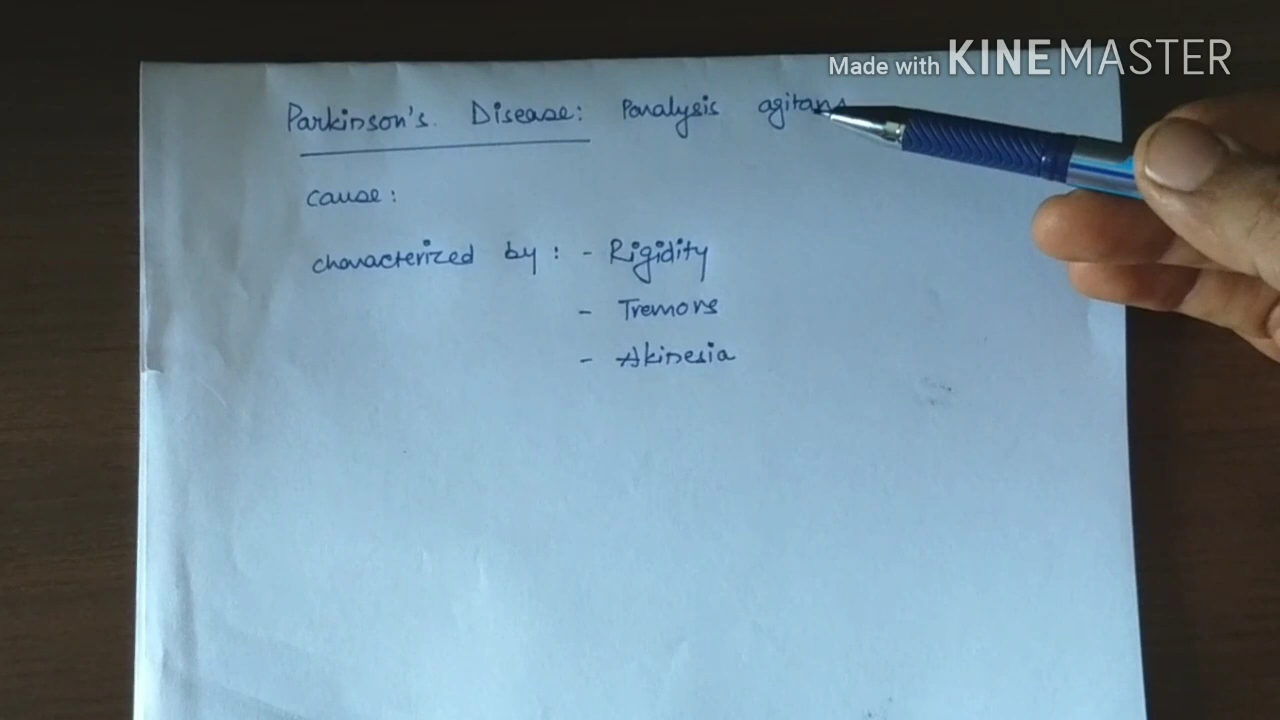 Made with KINEMASTER
Parkinson's. Disease: Paralysis agitans
cause:
characterized by: - Rigidity
- Tremors
- Akinesia